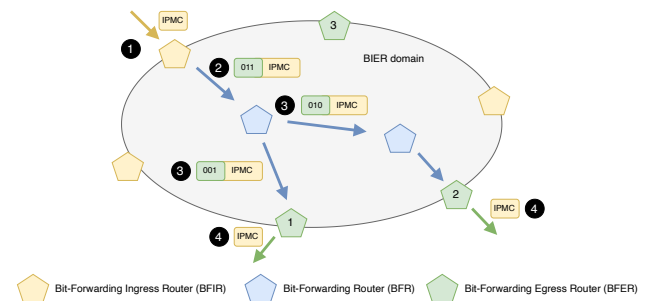 IPMC
3
1
BIER domain
2
011 IPMC
3
010 IPMC
3
001 IPMC
2
IPMC
4
1
4
IPMC
Bit-Forwarding Ingress Router (BFIR)
Bit-Forwarding Router (BFR)
Bit-Forwarding Egress Router (BFER)